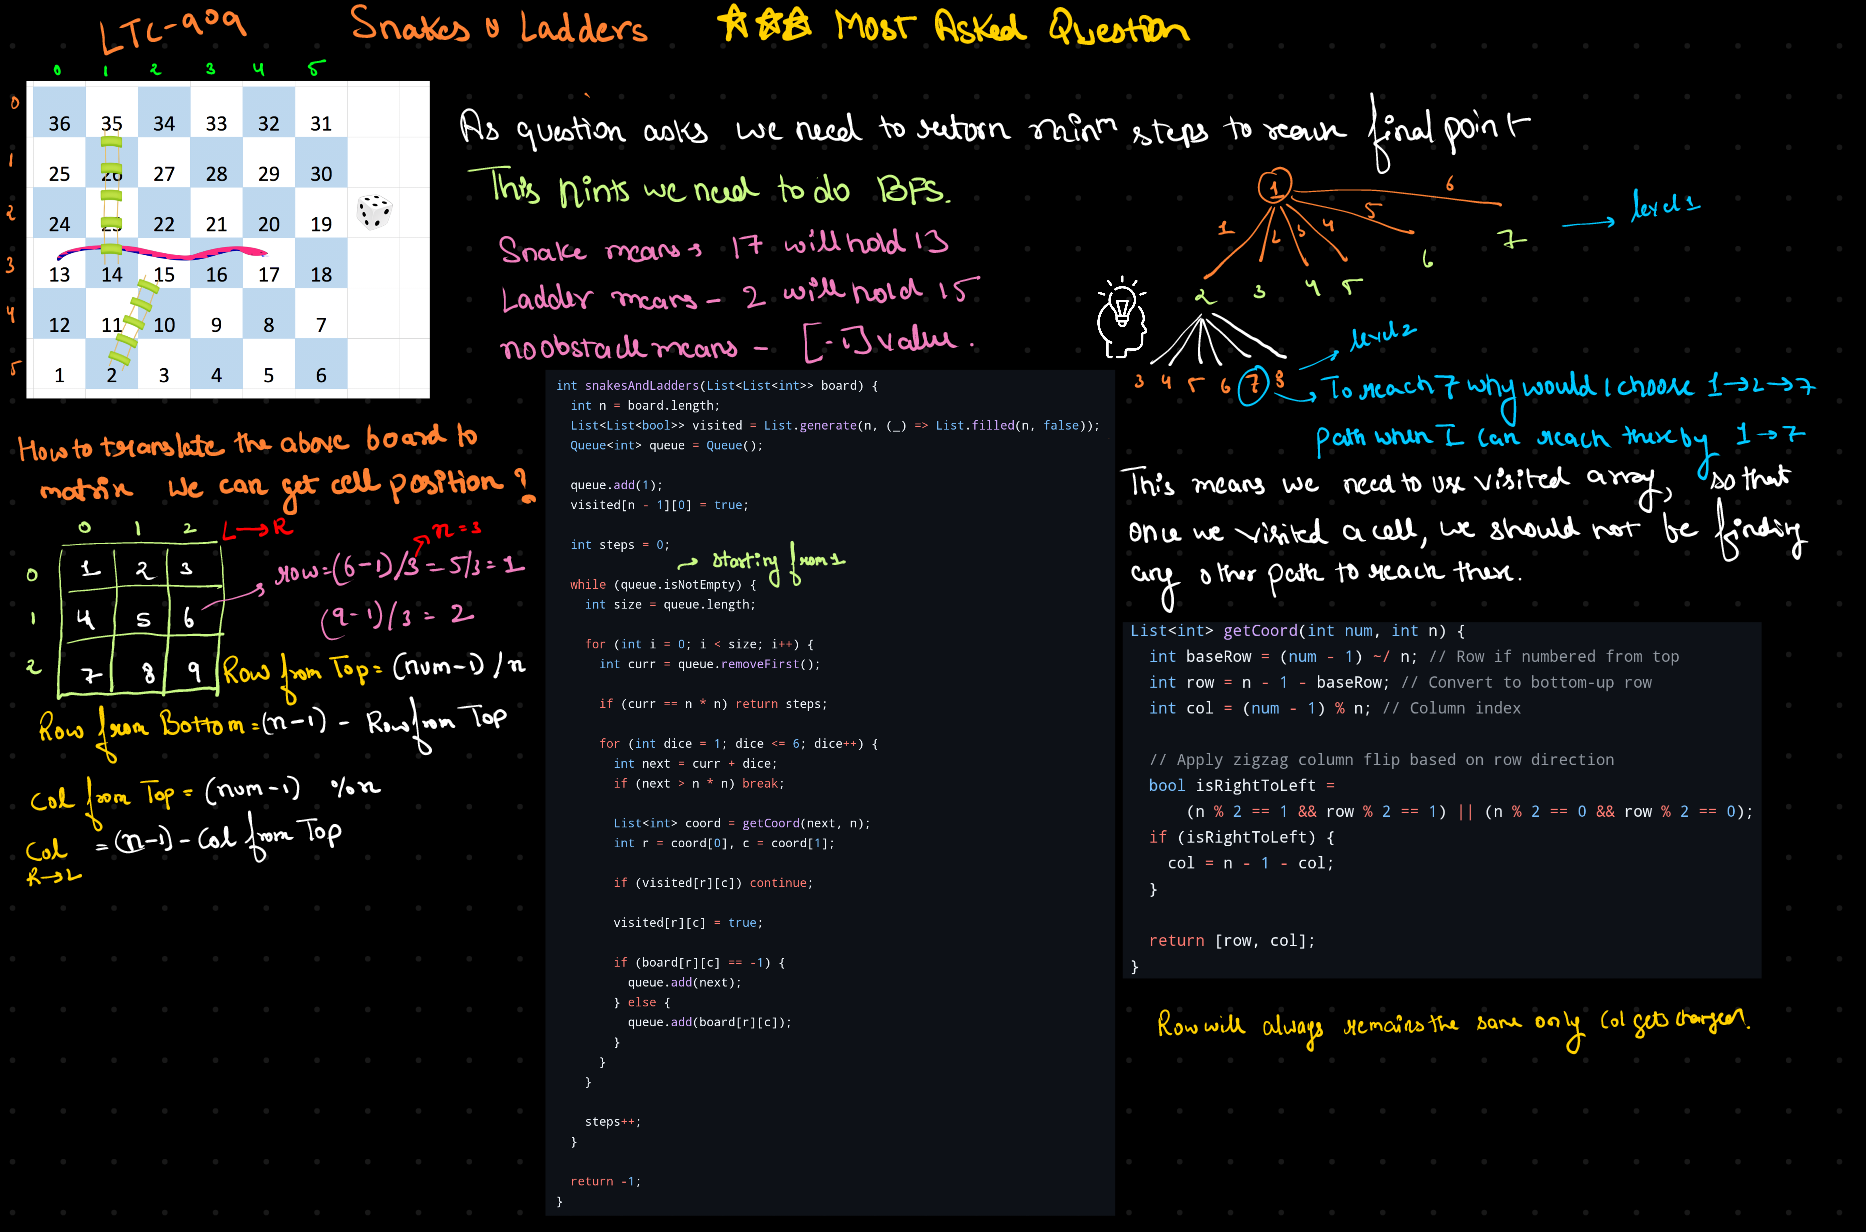 LTC-909 Snakes & Ladders ☆☆☆ Most Asked Question
0 1 2 3 4 5
0 36 35 34 33 32 31
1 25 26 27 28 29 30
2 24 23 22 21 20 19
3 13 14 15 16 17 18
4 12 11 10 9 8 7
5 1 2 3 4 5 6
As question asks we need to return minm steps to reach final point
This hints we need to do BFS.
Snake means → 17 will hold 13
Ladder means - 2 will hold 15
no obstacle means - [-1] value.
1
1 2 3 4 5 6
2 3 4 5 6 7 → level 1
3 4 5 6 7 8 → level 2
→ To reach 7 why would I choose 1→2→7
path when I can reach there by 1→7
This means we need to use visited array, so that
once we visited a cell, we should not be finding
any other path to reach there.
How to translate the above board to
matrix we can get cell position?
0 1 2 L→R
0 1 2 3
1 4 5 6
2 7 8 9
n=3
row=(6-1)/3=5/3=1
(9-1)/3=2
Row from Top=(num-1)/n
Row from Bottom=(n-1) - Row from Top
Col from Top=(num-1) %n
Col R→L =(n-1)-Col from Top
int snakesAndLadders(List<List<int>> board) {
int n = board.length;
List<List<bool>> visited = List.generate(n, (_) => List.filled(n, false));
Queue<int> queue = Queue();
queue.add(1);
visited[n - 1][0] = true;
int steps = 0;
→ Starting from 1
while (queue.isNotEmpty) {
int size = queue.length;
for (int i = 0; i < size; i++) {
int curr = queue.removeFirst();
if (curr == n * n) return steps;
for (int dice = 1; dice <= 6; dice++) {
int next = curr + dice;
if (next > n * n) break;
List<int> coord = getCoord(next, n);
int r = coord[0], c = coord[1];
if (visited[r][c]) continue;
visited[r][c] = true;
if (board[r][c] == -1) {
queue.add(next);
} else {
queue.add(board[r][c]);
}
}
}
steps++;
}
return -1;
}
List<int> getCoord(int num, int n) {
int baseRow = (num - 1) ~/ n; // Row if numbered from top
int row = n - 1 - baseRow; // Convert to bottom-up row
int col = (num - 1) % n; // Column index
// Apply zigzag column flip based on row direction
bool isRightToLeft =
(n % 2 == 1 && row % 2 == 1) || (n % 2 == 0 && row % 2 == 0);
if (isRightToLeft) {
col = n - 1 - col;
}
return [row, col];
}
Row will always remains the same only Col gets changed.